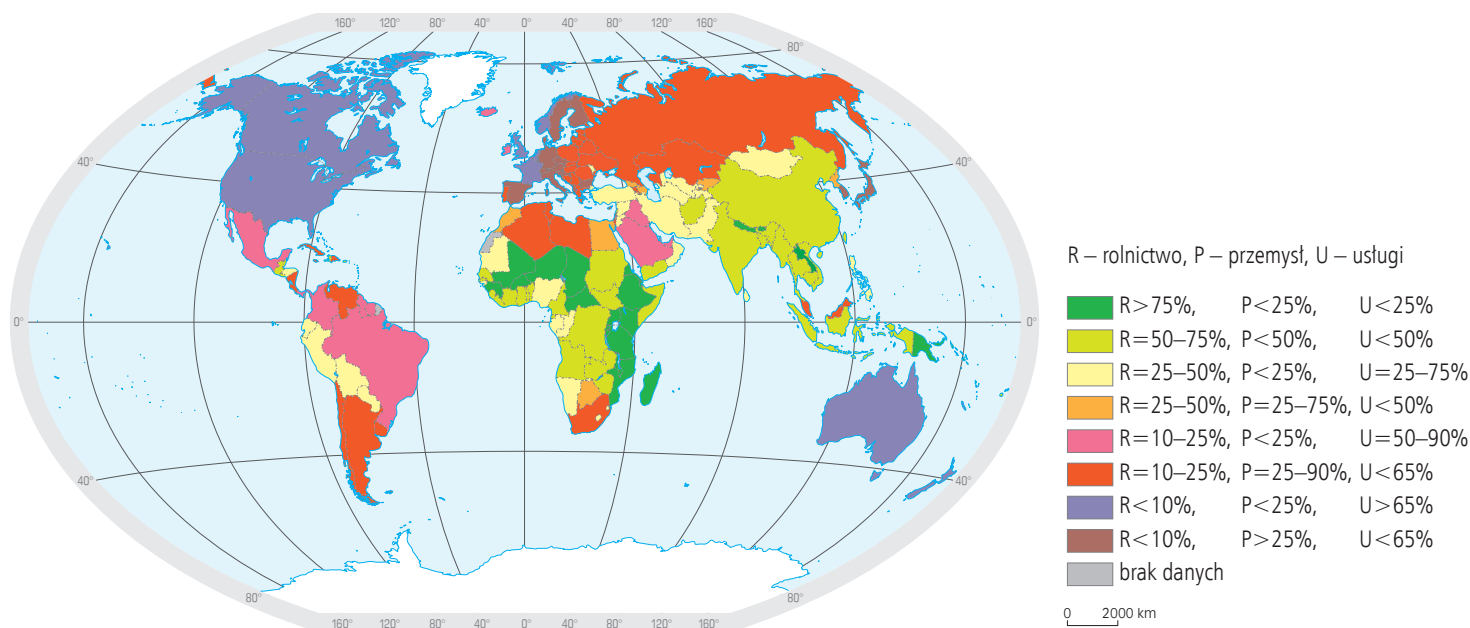 160° 120° 80° 40° 0° 40° 80° 120° 160°
80°
40° 40°
0° 0°
40° 40°
80° 80°
160° 120° 80° 40° 0° 40° 80° 120° 160°
R – rolnictwo, P – przemysł, U – usługi
R>75%, P<25%, U<25%
R=50–75%, P<50%, U<50%
R=25–50%, P<25%, U=25–75%
R=25–50%, P=25–75%, U<50%
R=10–25%, P<25%, U=50–90%
R=10–25%, P=25–90%, U<65%
R<10%, P<25%, U>65%
R<10%, P>25%, U<65%
brak danych
0 2000 km